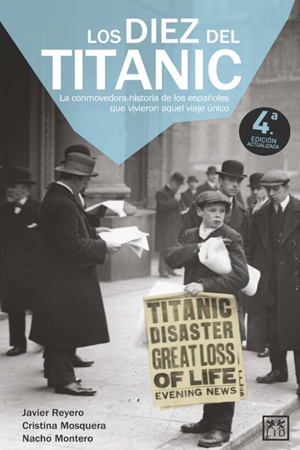 LOS DIEZ DEL
TITANIC
La conmovedora historia de los españoles
que vivieron aquel viaje único
4.ª
EDICIÓN
ACTUALIZADA
TITANIC
DISASTER
GREAT LOSS
OF LIFE
EVENING NEWS
Javier Reyero
Cristina Mosquera
Nacho Montero
LID